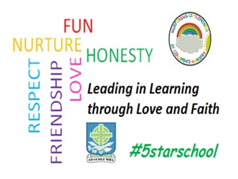 FUN
NURTURE
HONESTY
RESPECT
FRIENDSHIP
LOVE
Leading in Learning
through Love and Faith
#5starschool